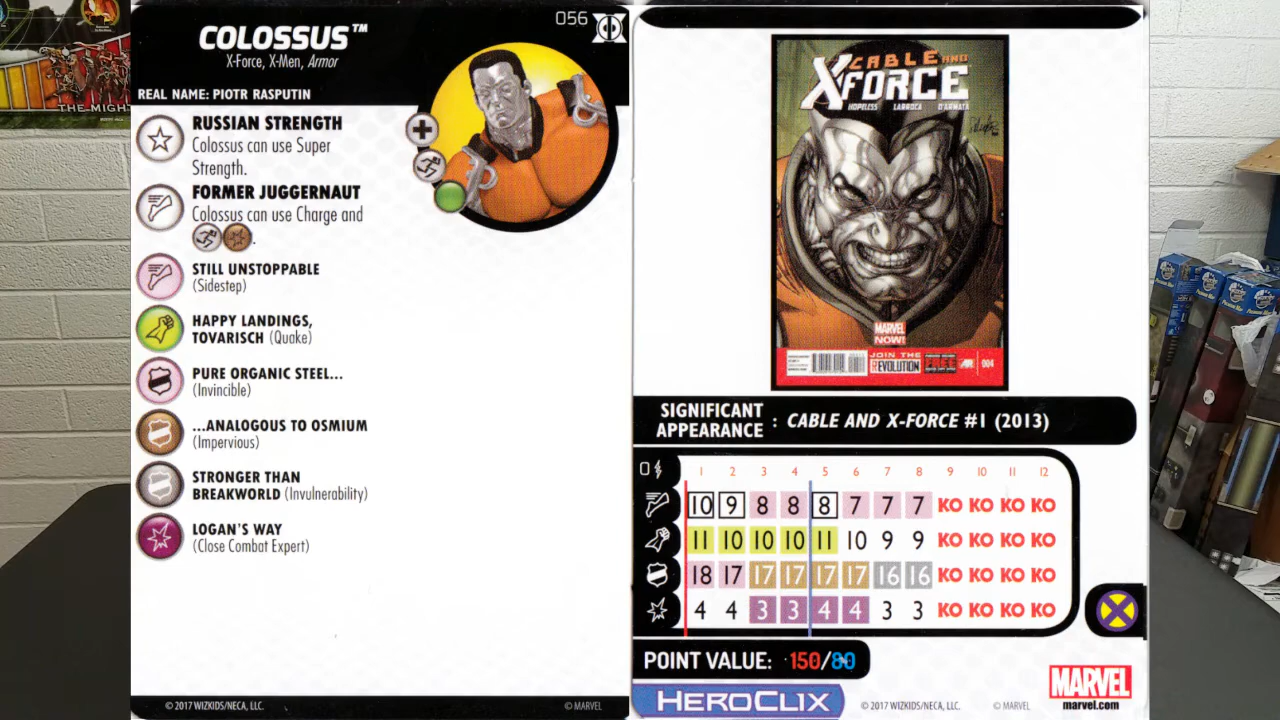 THE MIGH
COLOSSUS™
056
X-Force, X-Men, Armor
REAL NAME: PIOTR RASPUTIN
RUSSIAN STRENGTH
Colossus can use Super
Strength.
FORMER JUGGERNAUT
Colossus can use Charge and
.
STILL UNSTOPPABLE
(Sidestep)
HAPPY LANDINGS,
TOVARISCH (Quake)
PURE ORGANIC STEEL...
(Invincible)
...ANALOGOUS TO OSMIUM
(Impervious)
STRONGER THAN
BREAKWORLD (Invulnerability)
LOGAN'S WAY
(Close Combat Expert)
© 2017 WIZKIDS/NECA, LLC.
© MARVEL
CABLE AND
XFORCE
HOPELESS LARROCA D'ARMATA
MARVEL
NOW!
JOIN THE
REVOLUTION
FREE
AR
004
SIGNIFICANT
APPEARANCE : CABLE AND X-FORCE #1 (2013)
0 1 2 3 4 5 6 7 8 9 10 11 12
10 9 8 8 8 7 7 7 KO KO KO KO
11 10 10 10 11 10 9 9 KO KO KO KO
18 17 17 17 17 17 16 16 KO KO KO KO
4 4 3 3 4 4 3 3 KO KO KO KO
POINT VALUE: 150/80
HEROCLIX
© 2017 WIZKIDS/NECA, LLC.
© MARVEL
MARVEL
marvel.com